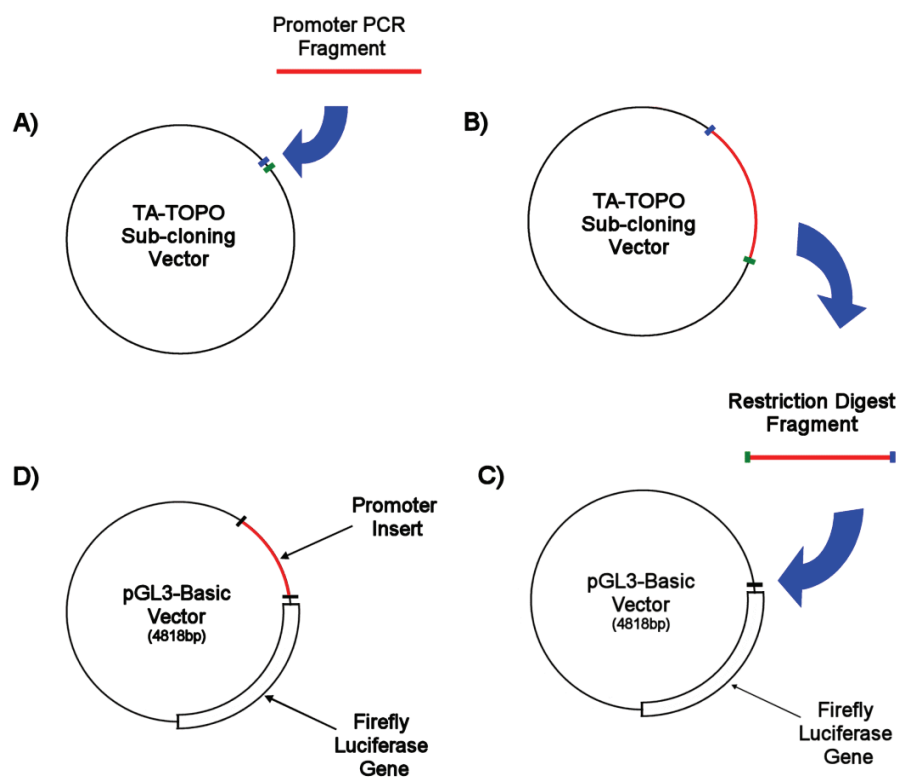 Promoter PCR
Fragment
A)
TA-TOPO
Sub-cloning
Vector
B)
TA-TOPO
Sub-cloning
Vector
Restriction Digest
Fragment
D)
Promoter
Insert
pGL3-Basic
Vector
(4818bp)
Firefly
Luciferase
Gene
C)
pGL3-Basic
Vector
(4818bp)
Firefly
Luciferase
Gene